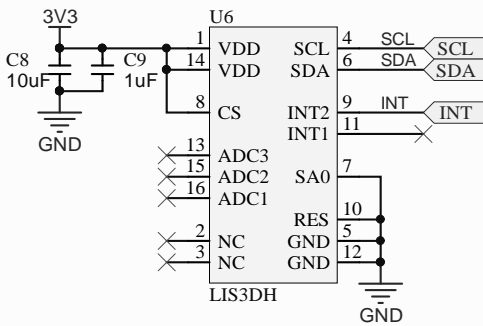 3V3
U6
C8
10uF
C9
1uF
GND
1 VDD SCL 4 SCL SCL
14 VDD SDA 6 SDA SDA
8 CS INT2 9 INT INT
INT1 11
13 ADC3
15 ADC2 SA0 7
16 ADC1
RES 10
2 NC GND 5
3 NC GND 12
LIS3DH
GND